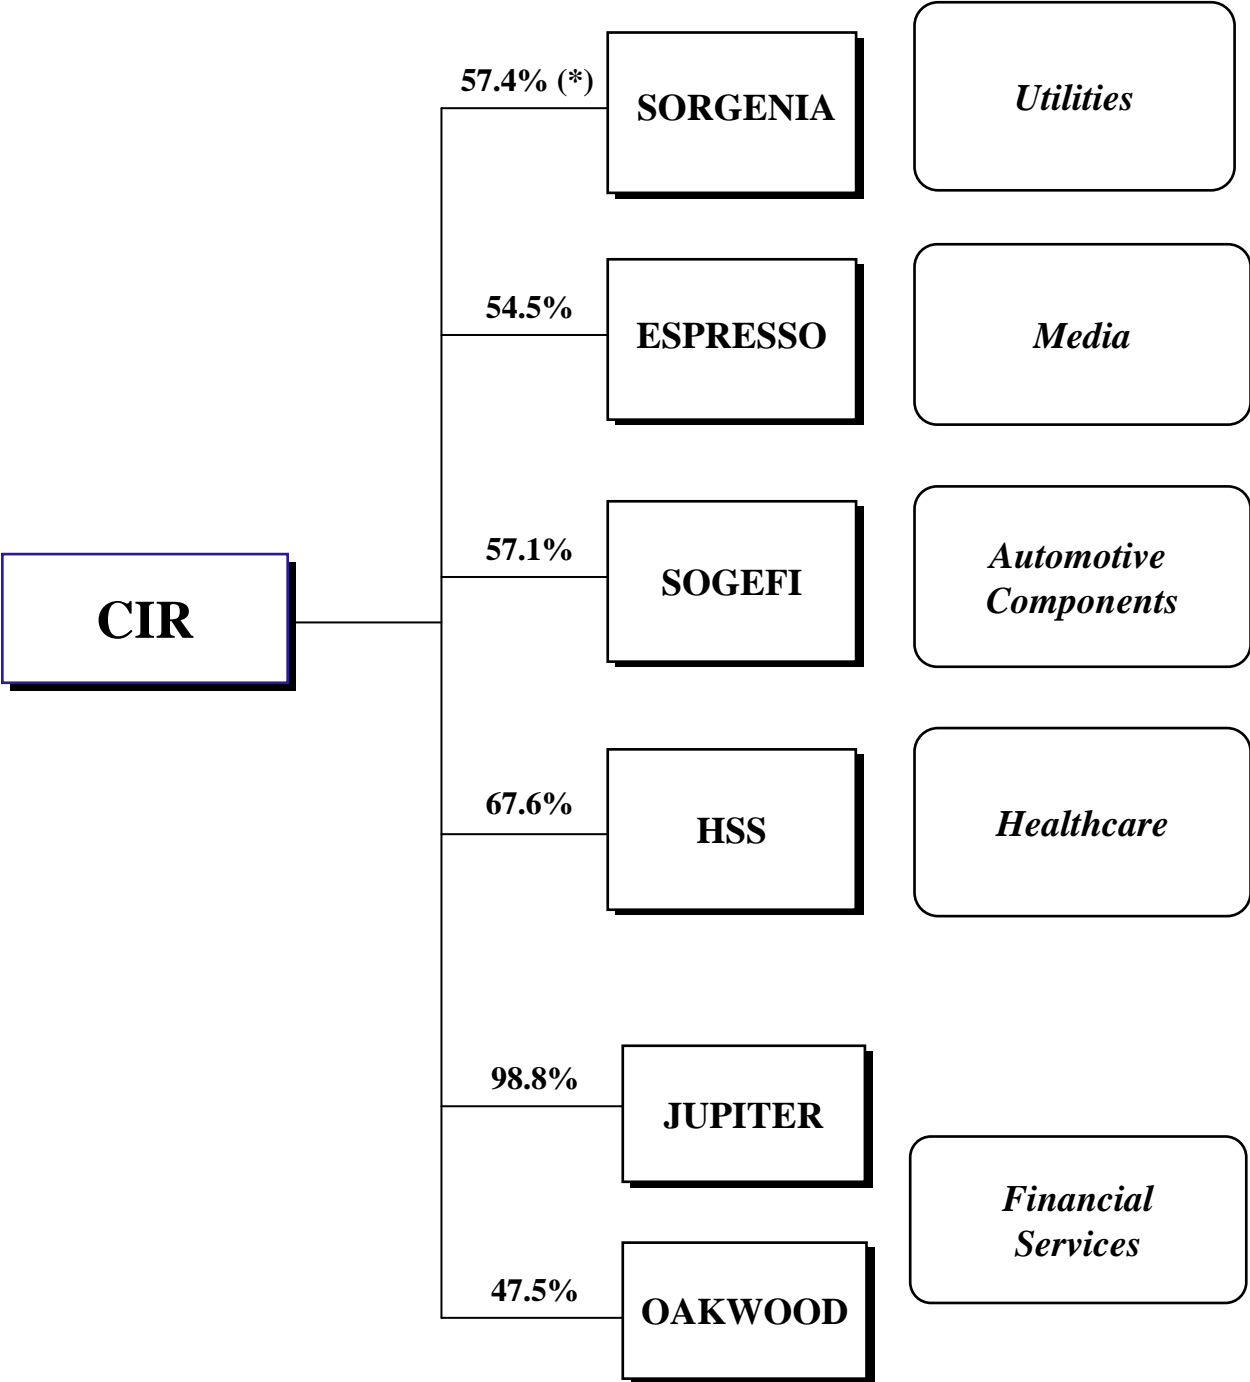 57.4% (*)
SORGENIA
Utilities
54.5%
ESPRESSO
Media
57.1%
SOGEFI
Automotive
Components
CIR
67.6%
HSS
Healthcare
98.8%
JUPITER
Financial
Services
47.5%
OAKWOOD